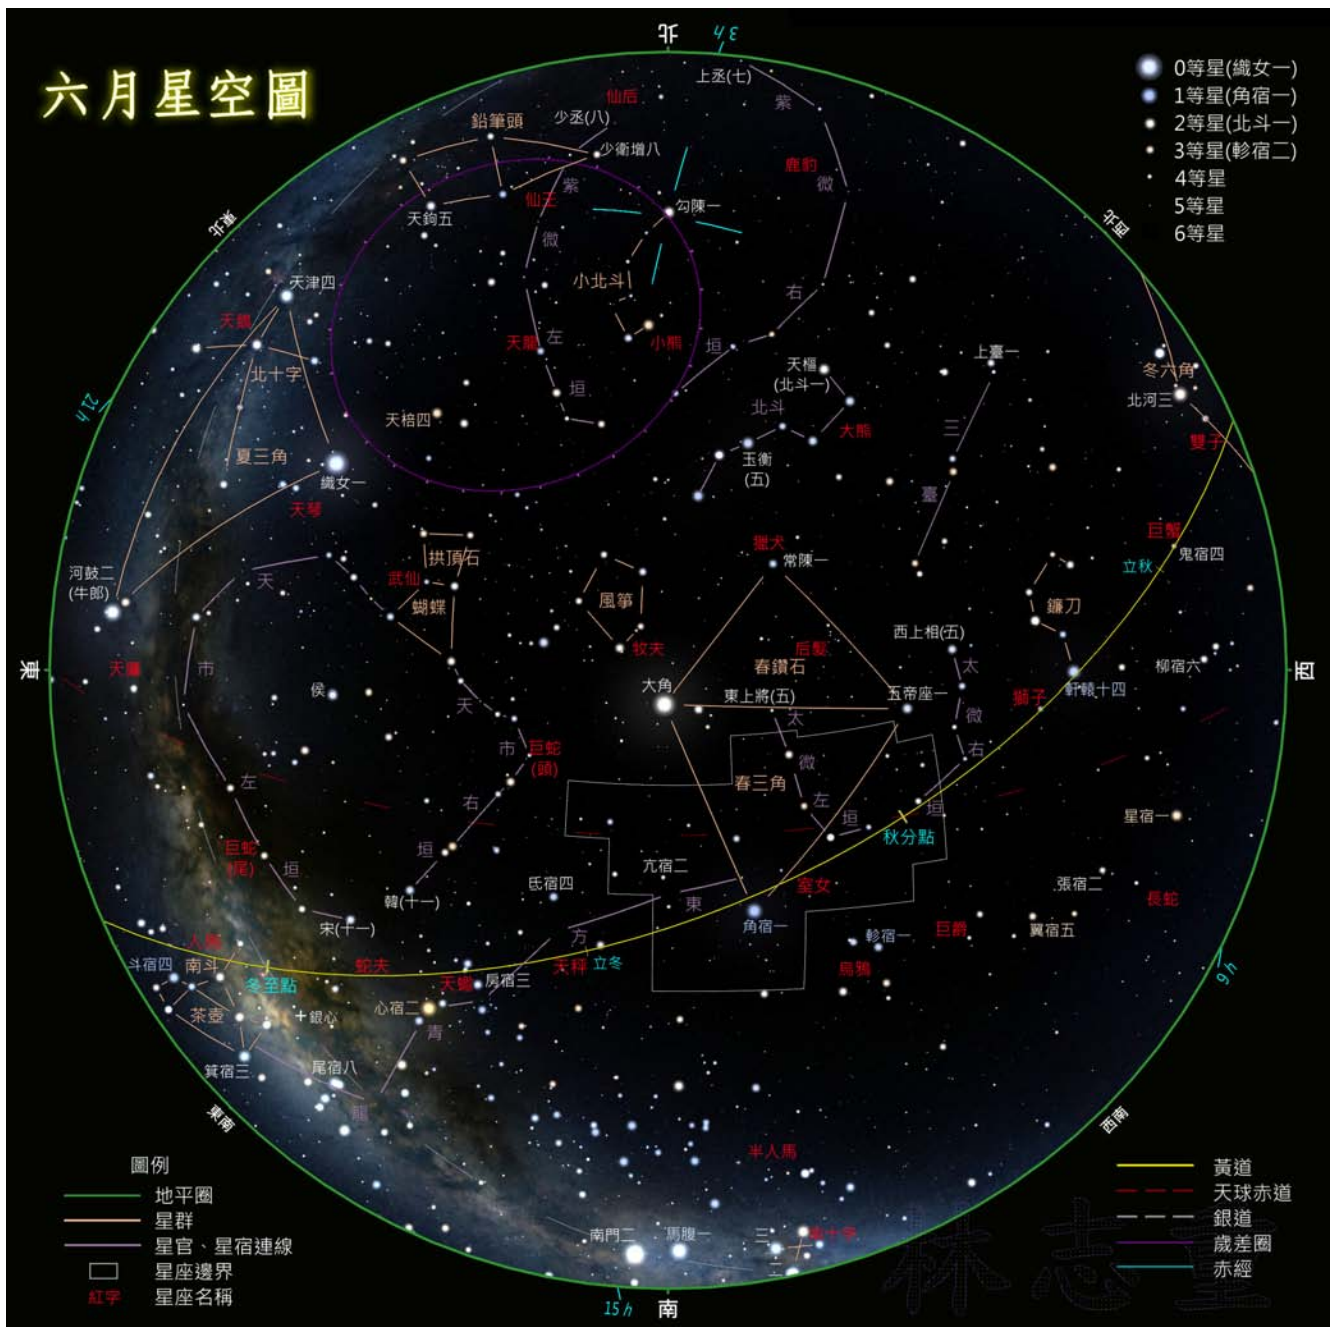 六月星空圖
0等星(織女一)
1等星(角宿一)
2等星(北斗一)
3等星(軫宿二)
4等星
5等星
6等星
北
3h
上丞(七)
紫
仙后
少丞(八)
鉛筆頭
少衛增八
鹿豹
微
紫
仙王
勾陳一
天鉤五
東北
西北
微
小北斗
天津四
右
天鵝
左
天龍
小熊
垣
上臺一
天樞
(北斗一)
冬六角
北十字
北河三
垣
21h
天棓四
北斗
大熊
三
雙子
夏三角
玉衡
(五)
織女一
臺
天琴
巨蟹
獵犬
常陳一
鬼宿四
拱頂石
立秋
河鼓二
(牛郎)
天
武仙
蝴蝶
風箏
鐮刀
西上相(五)
牧夫
后髮
春鑽石
東
天鷹
市
侯
大角
東上將(五)
五帝座一
太
柳宿六
西
獅子
軒轅十四
天
太
微
市
巨蛇
(頭)
微
右
左
春三角
右
左
垣
垣
星宿一
秋分點
巨蛇
(尾)
垣
垣
亢宿二
氐宿四
室女
張宿二
韓(十一)
東
長蛇
宋(十一)
角宿一
巨爵
翼宿五
方
軫宿一
人馬
斗宿四
南斗
蛇夫
天秤
立冬
烏鴉
9h
冬至點
天蠍
房宿三
茶壺
銀心
心宿二
青
箕宿三
尾宿八
龍
東南
西南
半人馬
圖例
地平圈
星群
星官、星宿連線
星座邊界
紅字
星座名稱
南門二
馬腹一
三
二
15h
南
黃道
天球赤道
銀道
歲差圈
赤經
林志